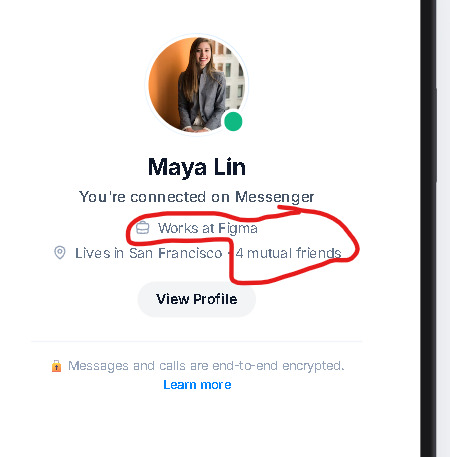 Maya Lin
You're connected on Messenger
Works at Figma
Lives in San Francisco · 4 mutual friends
View Profile
Messages and calls are end-to-end encrypted.
Learn more